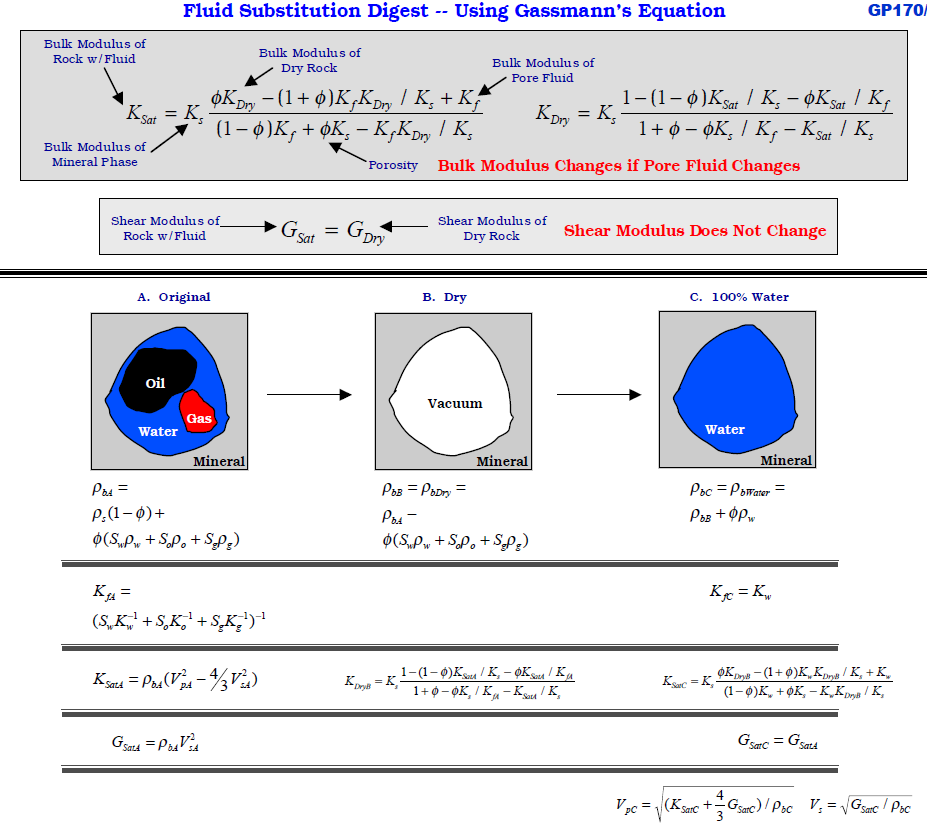 Fluid Substitution Digest -- Using Gassmann's Equation
GP170/
Bulk Modulus of
Rock w/Fluid
Bulk Modulus of
Dry Rock
Bulk Modulus of
Pore Fluid
K_Sat = K_s (ϕK_Dry − (1 + ϕ)K_f K_Dry / K_s + K_f) / ((1 − ϕ)K_f + ϕK_s − K_f K_Dry / K_s)
K_Dry = K_s (1 − (1 − ϕ)K_Sat / K_s − ϕK_Sat / K_f) / (1 + ϕ − ϕK_s / K_f − K_Sat / K_s)
Bulk Modulus of
Mineral Phase
Porosity
Bulk Modulus Changes if Pore Fluid Changes
Shear Modulus of
Rock w/Fluid
G_Sat = G_Dry
Shear Modulus of
Dry Rock
Shear Modulus Does Not Change
A. Original
B. Dry
C. 100% Water
Oil
Gas
Water
Mineral
Vacuum
Mineral
Water
Mineral
ρ_bA =
ρ_s(1 − ϕ) +
ϕ(S_wρ_w + S_oρ_o + S_gρ_g)
ρ_bB = ρ_bDry =
ρ_bA −
ϕ(S_wρ_w + S_oρ_o + S_gρ_g)
ρ_bC = ρ_bWater =
ρ_bB + ϕρ_w
K_fA =
(S_wK_w^−1 + S_oK_o^−1 + S_gK_g^−1)^−1
K_fC = K_w
K_SatA = ρ_bA(V_pA^2 − 4/3 V_sA^2)
K_DryB = K_s (1 − (1 − ϕ)K_SatA / K_s − ϕK_SatA / K_fA) / (1 + ϕ − ϕK_s / K_fA − K_SatA / K_s)
K_SatC = K_s (ϕK_DryB − (1 + ϕ)K_wK_DryB / K_s + K_w) / ((1 − ϕ)K_w + ϕK_s − K_wK_DryB / K_s)
G_SatA = ρ_bA V_sA^2
G_SatC = G_SatA
V_pC = √((K_SatC + 4/3 G_SatC) / ρ_bC)
V_s = √(G_SatC / ρ_bC)